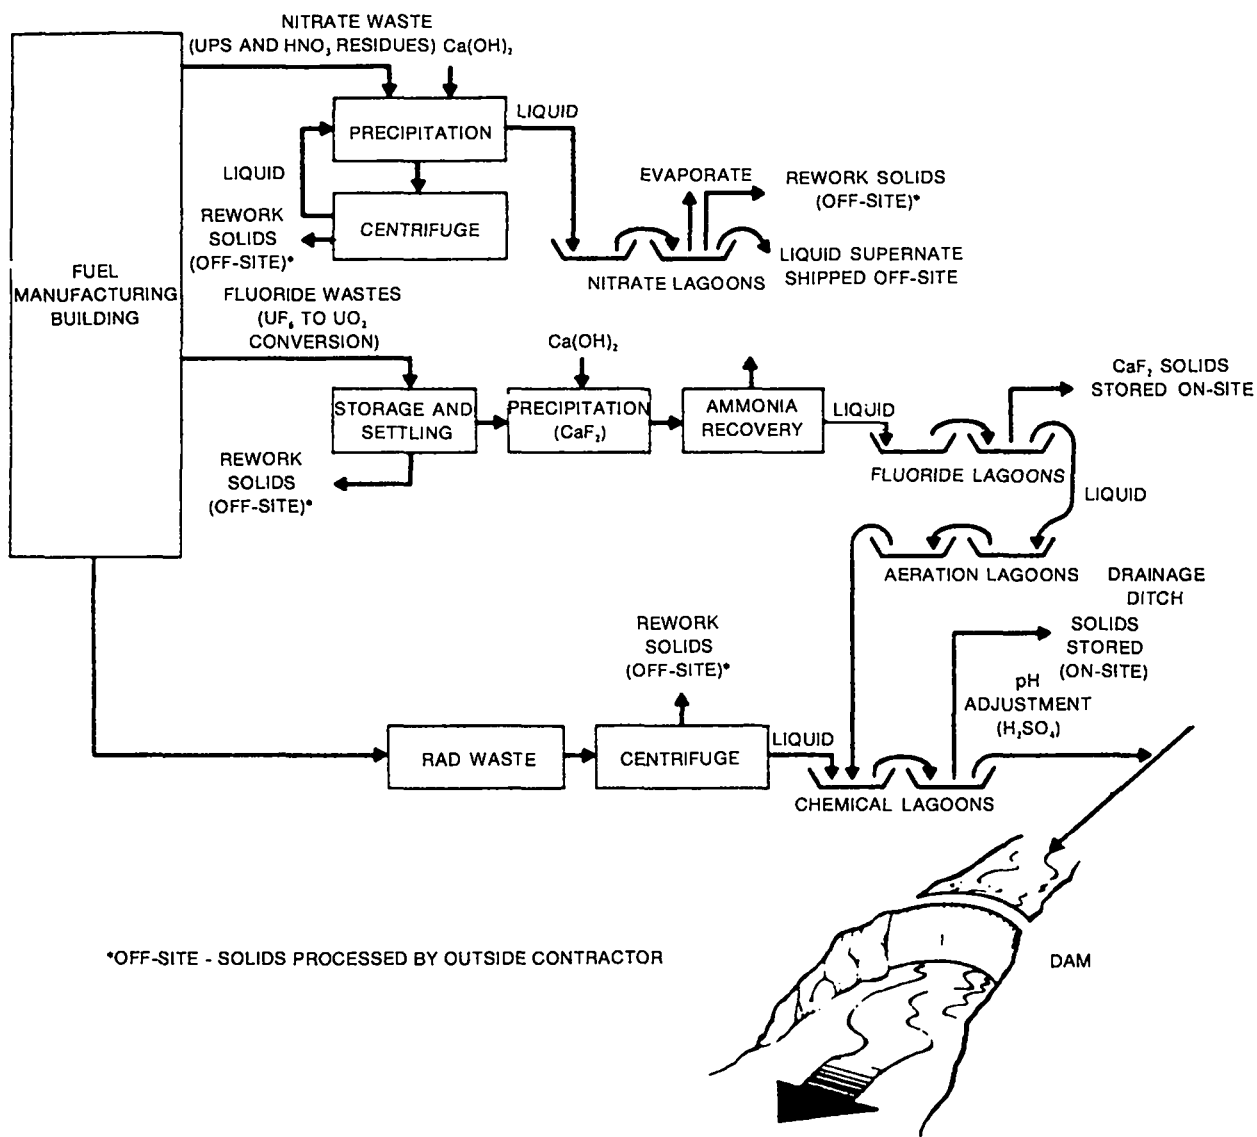 NITRATE WASTE
(UPS AND HNO₃ RESIDUES) Ca(OH)₂
PRECIPITATION
LIQUID
LIQUID
CENTRIFUGE
REWORK
SOLIDS
(OFF-SITE)*
EVAPORATE
REWORK SOLIDS
(OFF-SITE)*
LIQUID SUPERNATE
SHIPPED OFF-SITE
NITRATE LAGOONS
FUEL
MANUFACTURING
BUILDING
FLUORIDE WASTES
(UF₆ TO UO₂
CONVERSION)
Ca(OH)₂
STORAGE AND
SETTLING
PRECIPITATION
(CaF₂)
AMMONIA
RECOVERY
LIQUID
CaF₂ SOLIDS
STORED ON-SITE
REWORK
SOLIDS
(OFF-SITE)*
FLUORIDE LAGOONS
LIQUID
AERATION LAGOONS
DRAINAGE
DITCH
SOLIDS
STORED
(ON-SITE)
REWORK
SOLIDS
(OFF-SITE)*
pH
ADJUSTMENT
(H₂SO₄)
RAD WASTE
CENTRIFUGE
LIQUID
CHEMICAL LAGOONS
*OFF-SITE - SOLIDS PROCESSED BY OUTSIDE CONTRACTOR
DAM